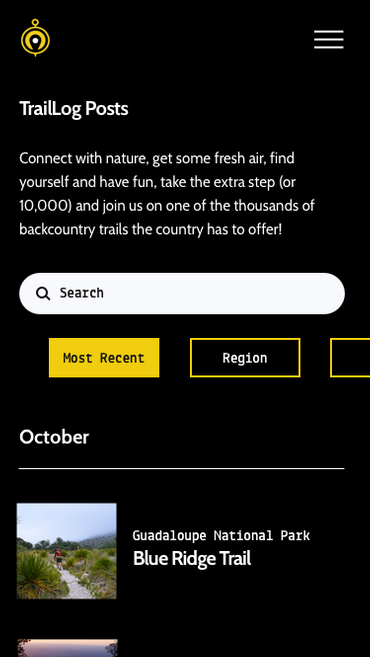 TrailLog Posts
Connect with nature, get some fresh air, find
yourself and have fun, take the extra step (or
10,000) and join us on one of the thousands of
backcountry trails the country has to offer!
Search
Most Recent
Region
October
Guadaloupe National Park
Blue Ridge Trail